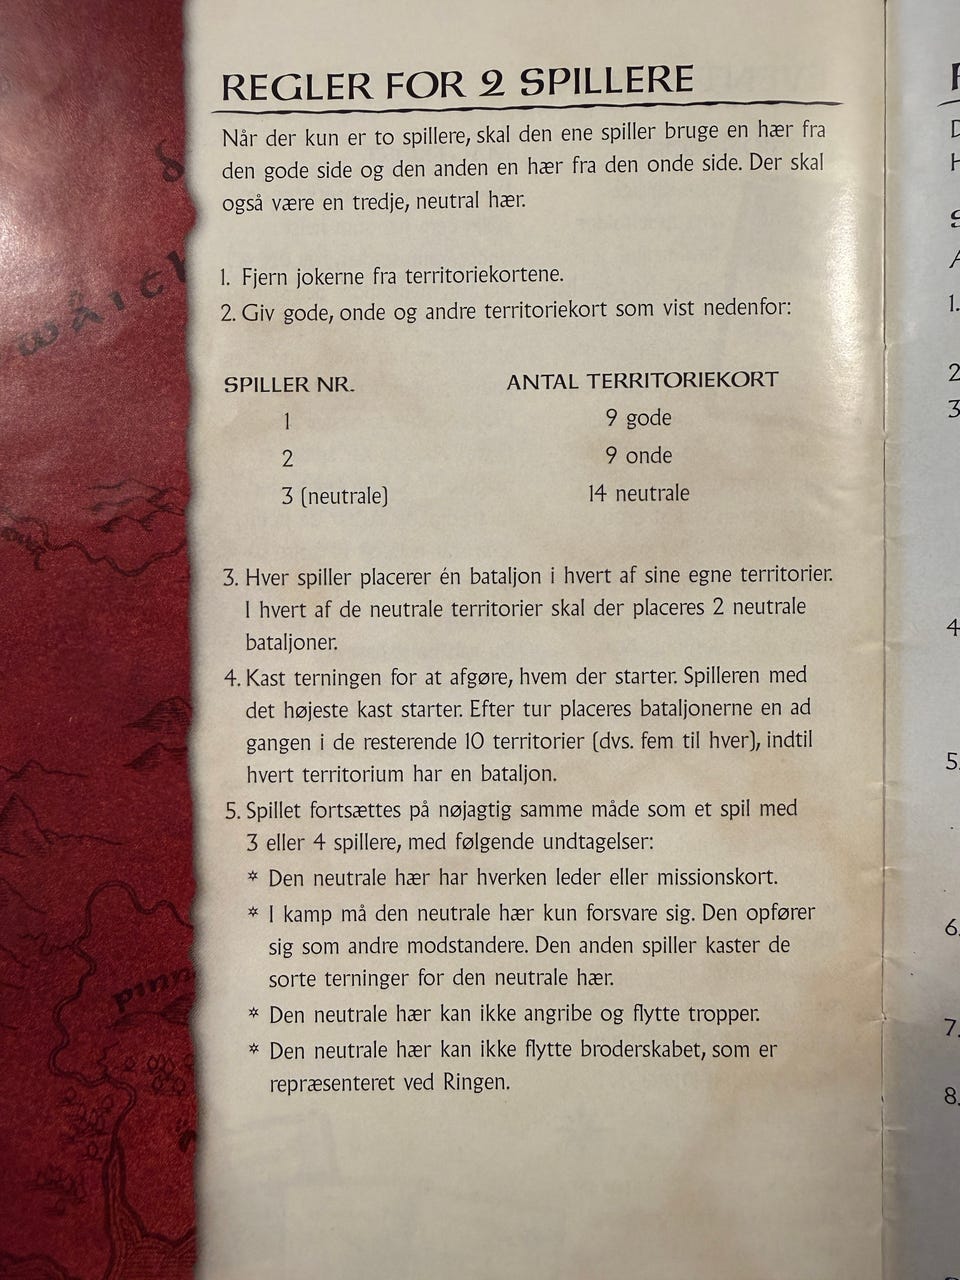 REGLER FOR 2 SPILLERE
Når der kun er to spillere, skal den ene spiller bruge en hær fra
den gode side og den anden en hær fra den onde side. Der skal
også være en tredje, neutral hær.
1. Fjern jokerne fra territoriekortene.
2. Giv gode, onde og andre territoriekort som vist nedenfor:
SPILLER NR. ANTAL TERRITORIEKORT
1 9 gode
2 9 onde
3 (neutrale) 14 neutrale
3. Hver spiller placerer én bataljon i hvert af sine egne territorier.
I hvert af de neutrale territorier skal der placeres 2 neutrale
bataljoner.
4. Kast terningen for at afgøre, hvem der starter. Spilleren med
det højeste kast starter. Efter tur placeres bataljonerne en ad
gangen i de resterende 10 territorier (dvs. fem til hver), indtil
hvert territorium har en bataljon.
5. Spillet fortsættes på nøjagtig samme måde som et spil med
3 eller 4 spillere, med følgende undtagelser:
* Den neutrale hær har hverken leder eller missionskort.
* I kamp må den neutrale hær kun forsvare sig. Den opfører
sig som andre modstandere. Den anden spiller kaster de
sorte terninger for den neutrale hær.
* Den neutrale hær kan ikke angribe og flytte tropper.
* Den neutrale hær kan ikke flytte broderskabet, som er
repræsenteret ved Ringen.
1.
2
3
4
5.
6.
7.
8.